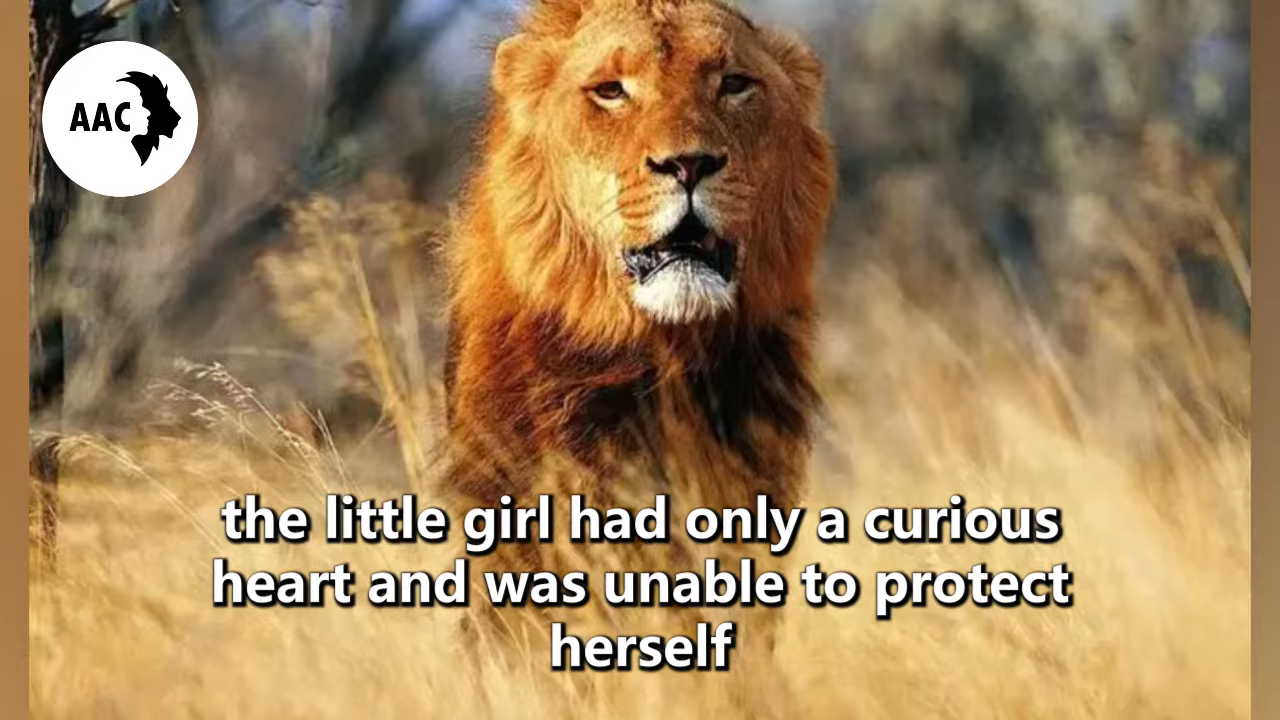 AAC
the little girl had only a curious
heart and was unable to protect
herself